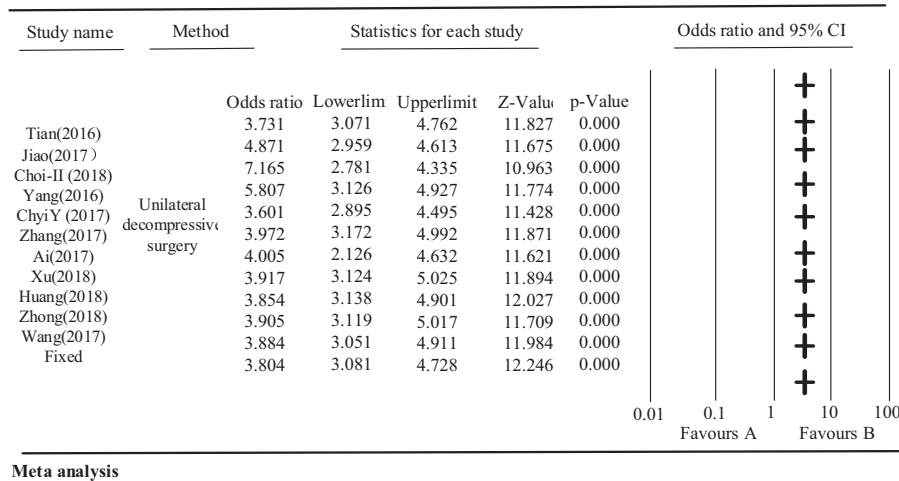 Study name Method Statistics for each study Odds ratio and 95% CI
Odds ratio Lowerlim Upperlimit Z-Valu p-Value
Tian(2016) 3.731 3.071 4.762 11.827 0.000
Jiao(2017） 4.871 2.959 4.613 11.675 0.000
Choi-II (2018) 7.165 2.781 4.335 10.963 0.000
Yang(2016) 5.807 3.126 4.927 11.774 0.000
ChyiY (2017) Unilateral 3.601 2.895 4.495 11.428 0.000
Zhang(2017) decompressive 3.972 3.172 4.992 11.871 0.000
Ai(2017) surgery 4.005 2.126 4.632 11.621 0.000
Xu(2018) 3.917 3.124 5.025 11.894 0.000
Huang(2018) 3.854 3.138 4.901 12.027 0.000
Zhong(2018) 3.905 3.119 5.017 11.709 0.000
Wang(2017) 3.884 3.051 4.911 11.984 0.000
Fixed 3.804 3.081 4.728 12.246 0.000
0.01 0.1 1 10 100
Favours A Favours B
Meta analysis